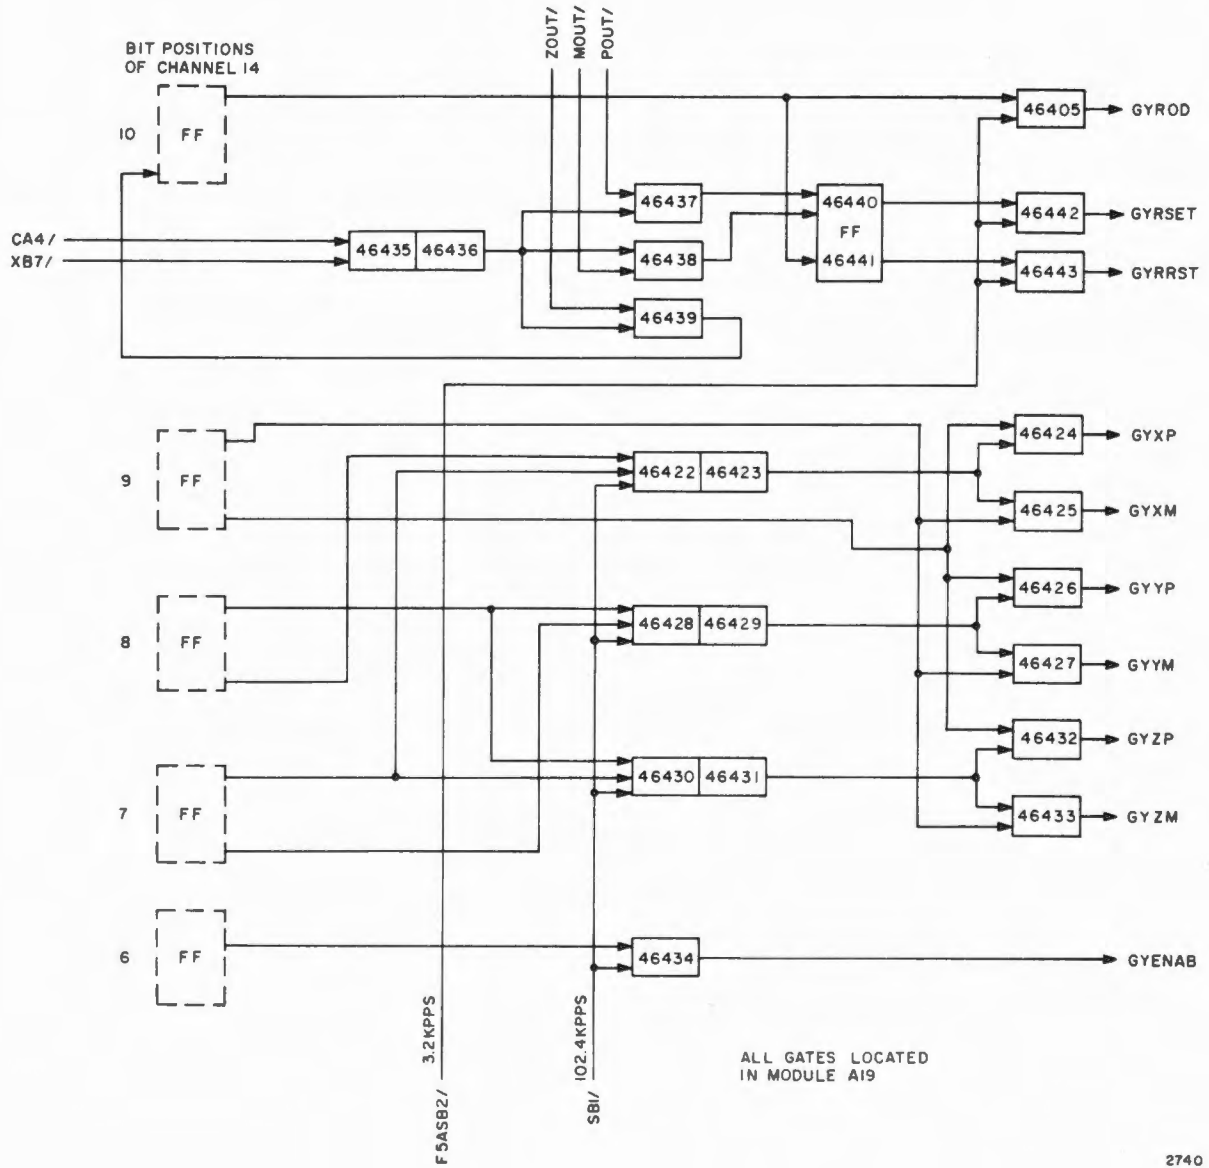 ZOUT/
MOUT/
POUT/
BIT POSITIONS
OF CHANNEL 14
10
FF
46405
GYROD
46437
46440
FF
46441
46442
GYRSET
CA4/
XB7/
46435
46436
46438
46443
GYRRST
46439
9
FF
46422
46423
46424
GYXP
46425
GYXM
8
FF
46428
46429
46426
GYYP
46427
GYYM
7
FF
46430
46431
46432
GYZP
46433
GYZM
6
FF
46434
GYENAB
F5ASB2/
3.2KPPS
SB1/
102.4KPPS
ALL GATES LOCATED
IN MODULE A19
2740